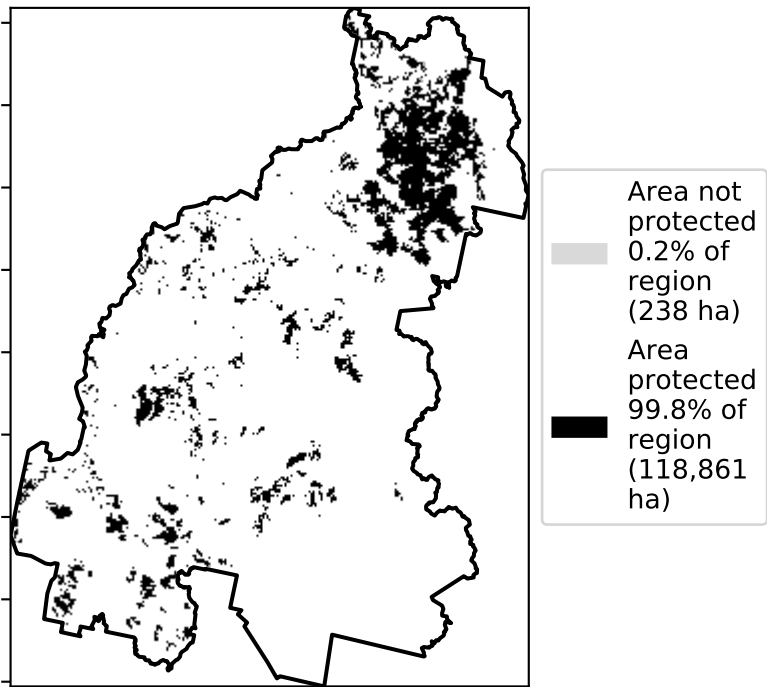 Area not
protected
0.2% of
region
(238 ha)
Area
protected
99.8% of
region
(118,861
ha)